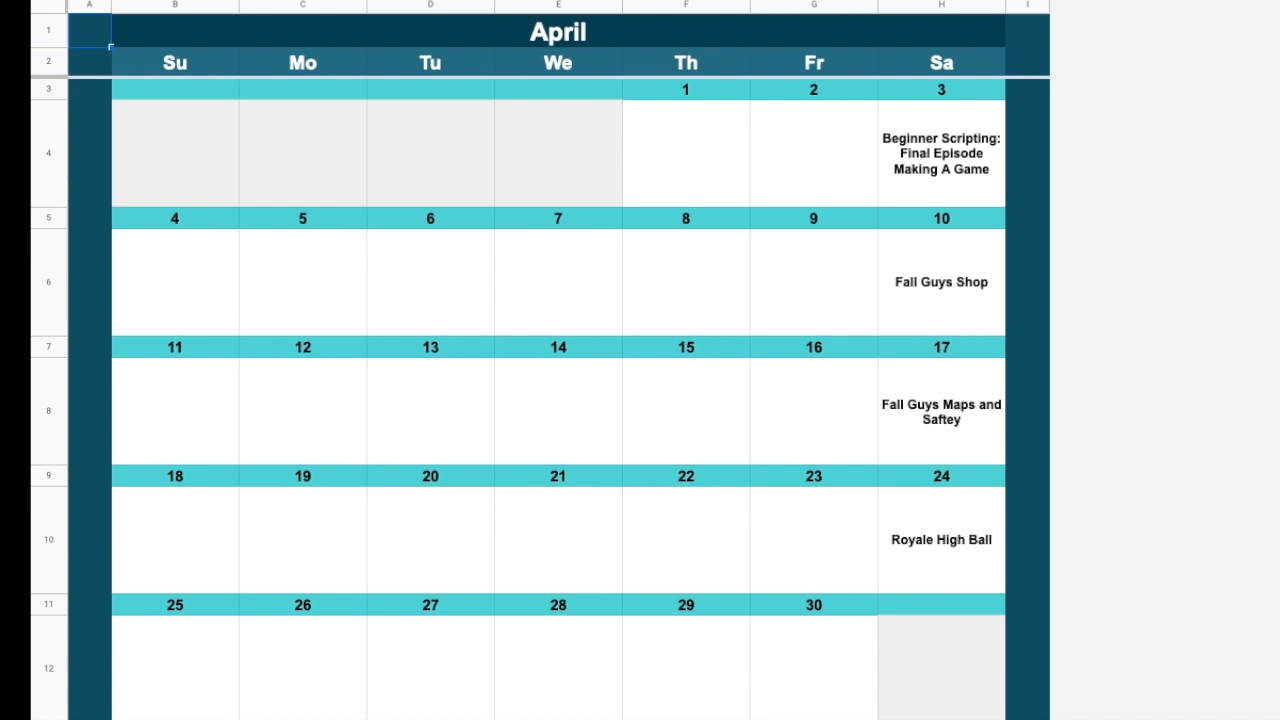 A B C D E F G H I
1 April
2 Su Mo Tu We Th Fr Sa
3 1 2 3
4 Beginner Scripting:
Final Episode
Making A Game
5 4 5 6 7 8 9 10
6 Fall Guys Shop
7 11 12 13 14 15 16 17
8 Fall Guys Maps and
Saftey
9 18 19 20 21 22 23 24
10 Royale High Ball
11 25 26 27 28 29 30
12